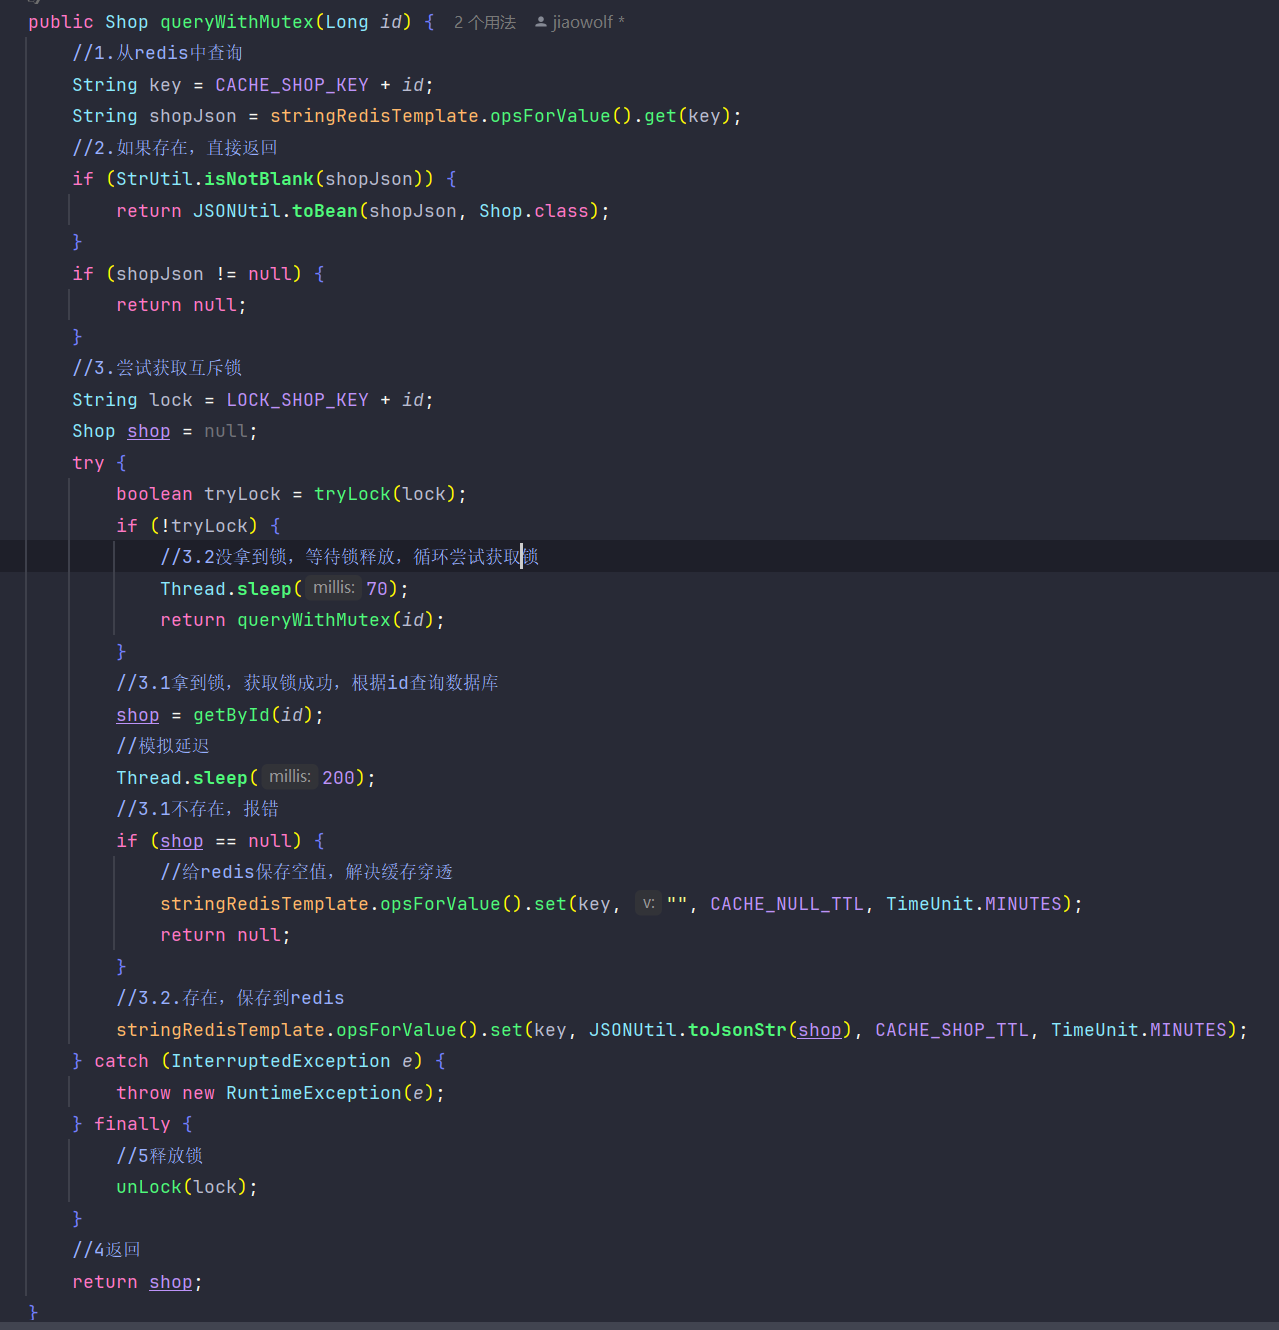 public Shop queryWithMutex(Long id) { 2 个用法 jiaowolf *
//1.从redis中查询
String key = CACHE_SHOP_KEY + id;
String shopJson = stringRedisTemplate.opsForValue().get(key);
//2.如果存在，直接返回
if (StrUtil.isNotBlank(shopJson)) {
return JSONUtil.toBean(shopJson, Shop.class);
}
if (shopJson != null) {
return null;
}
//3.尝试获取互斥锁
String lock = LOCK_SHOP_KEY + id;
Shop shop = null;
try {
boolean tryLock = tryLock(lock);
if (!tryLock) {
//3.2没拿到锁，等待锁释放，循环尝试获取锁
Thread.sleep( millis: 70);
return queryWithMutex(id);
}
//3.1拿到锁，获取锁成功，根据id查询数据库
shop = getById(id);
//模拟延迟
Thread.sleep( millis: 200);
//3.1不存在，报错
if (shop == null) {
//给redis保存空值，解决缓存穿透
stringRedisTemplate.opsForValue().set(key, v: "", CACHE_NULL_TTL, TimeUnit.MINUTES);
return null;
}
//3.2.存在，保存到redis
stringRedisTemplate.opsForValue().set(key, JSONUtil.toJsonStr(shop), CACHE_SHOP_TTL, TimeUnit.MINUTES);
} catch (InterruptedException e) {
throw new RuntimeException(e);
} finally {
//5释放锁
unLock(lock);
}
//4返回
return shop;
}